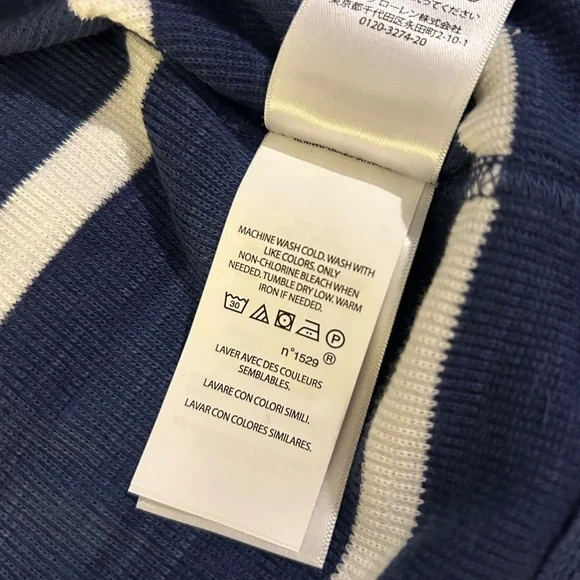 てください
ローレン株式会社
東京都千代田区永田町2-10-1
0120-3274-20
MACHINE WASH COLD. WASH WITH
LIKE COLORS. ONLY
NON-CHLORINE BLEACH WHEN
NEEDED. TUMBLE DRY LOW. WARM
IRON IF NEEDED.
30 P
n°1529 ®
LAVER AVEC DES COULEURS
SEMBLABLES.
LAVARE CON COLORI SIMILI.
LAVAR CON COLORES SIMILARES.